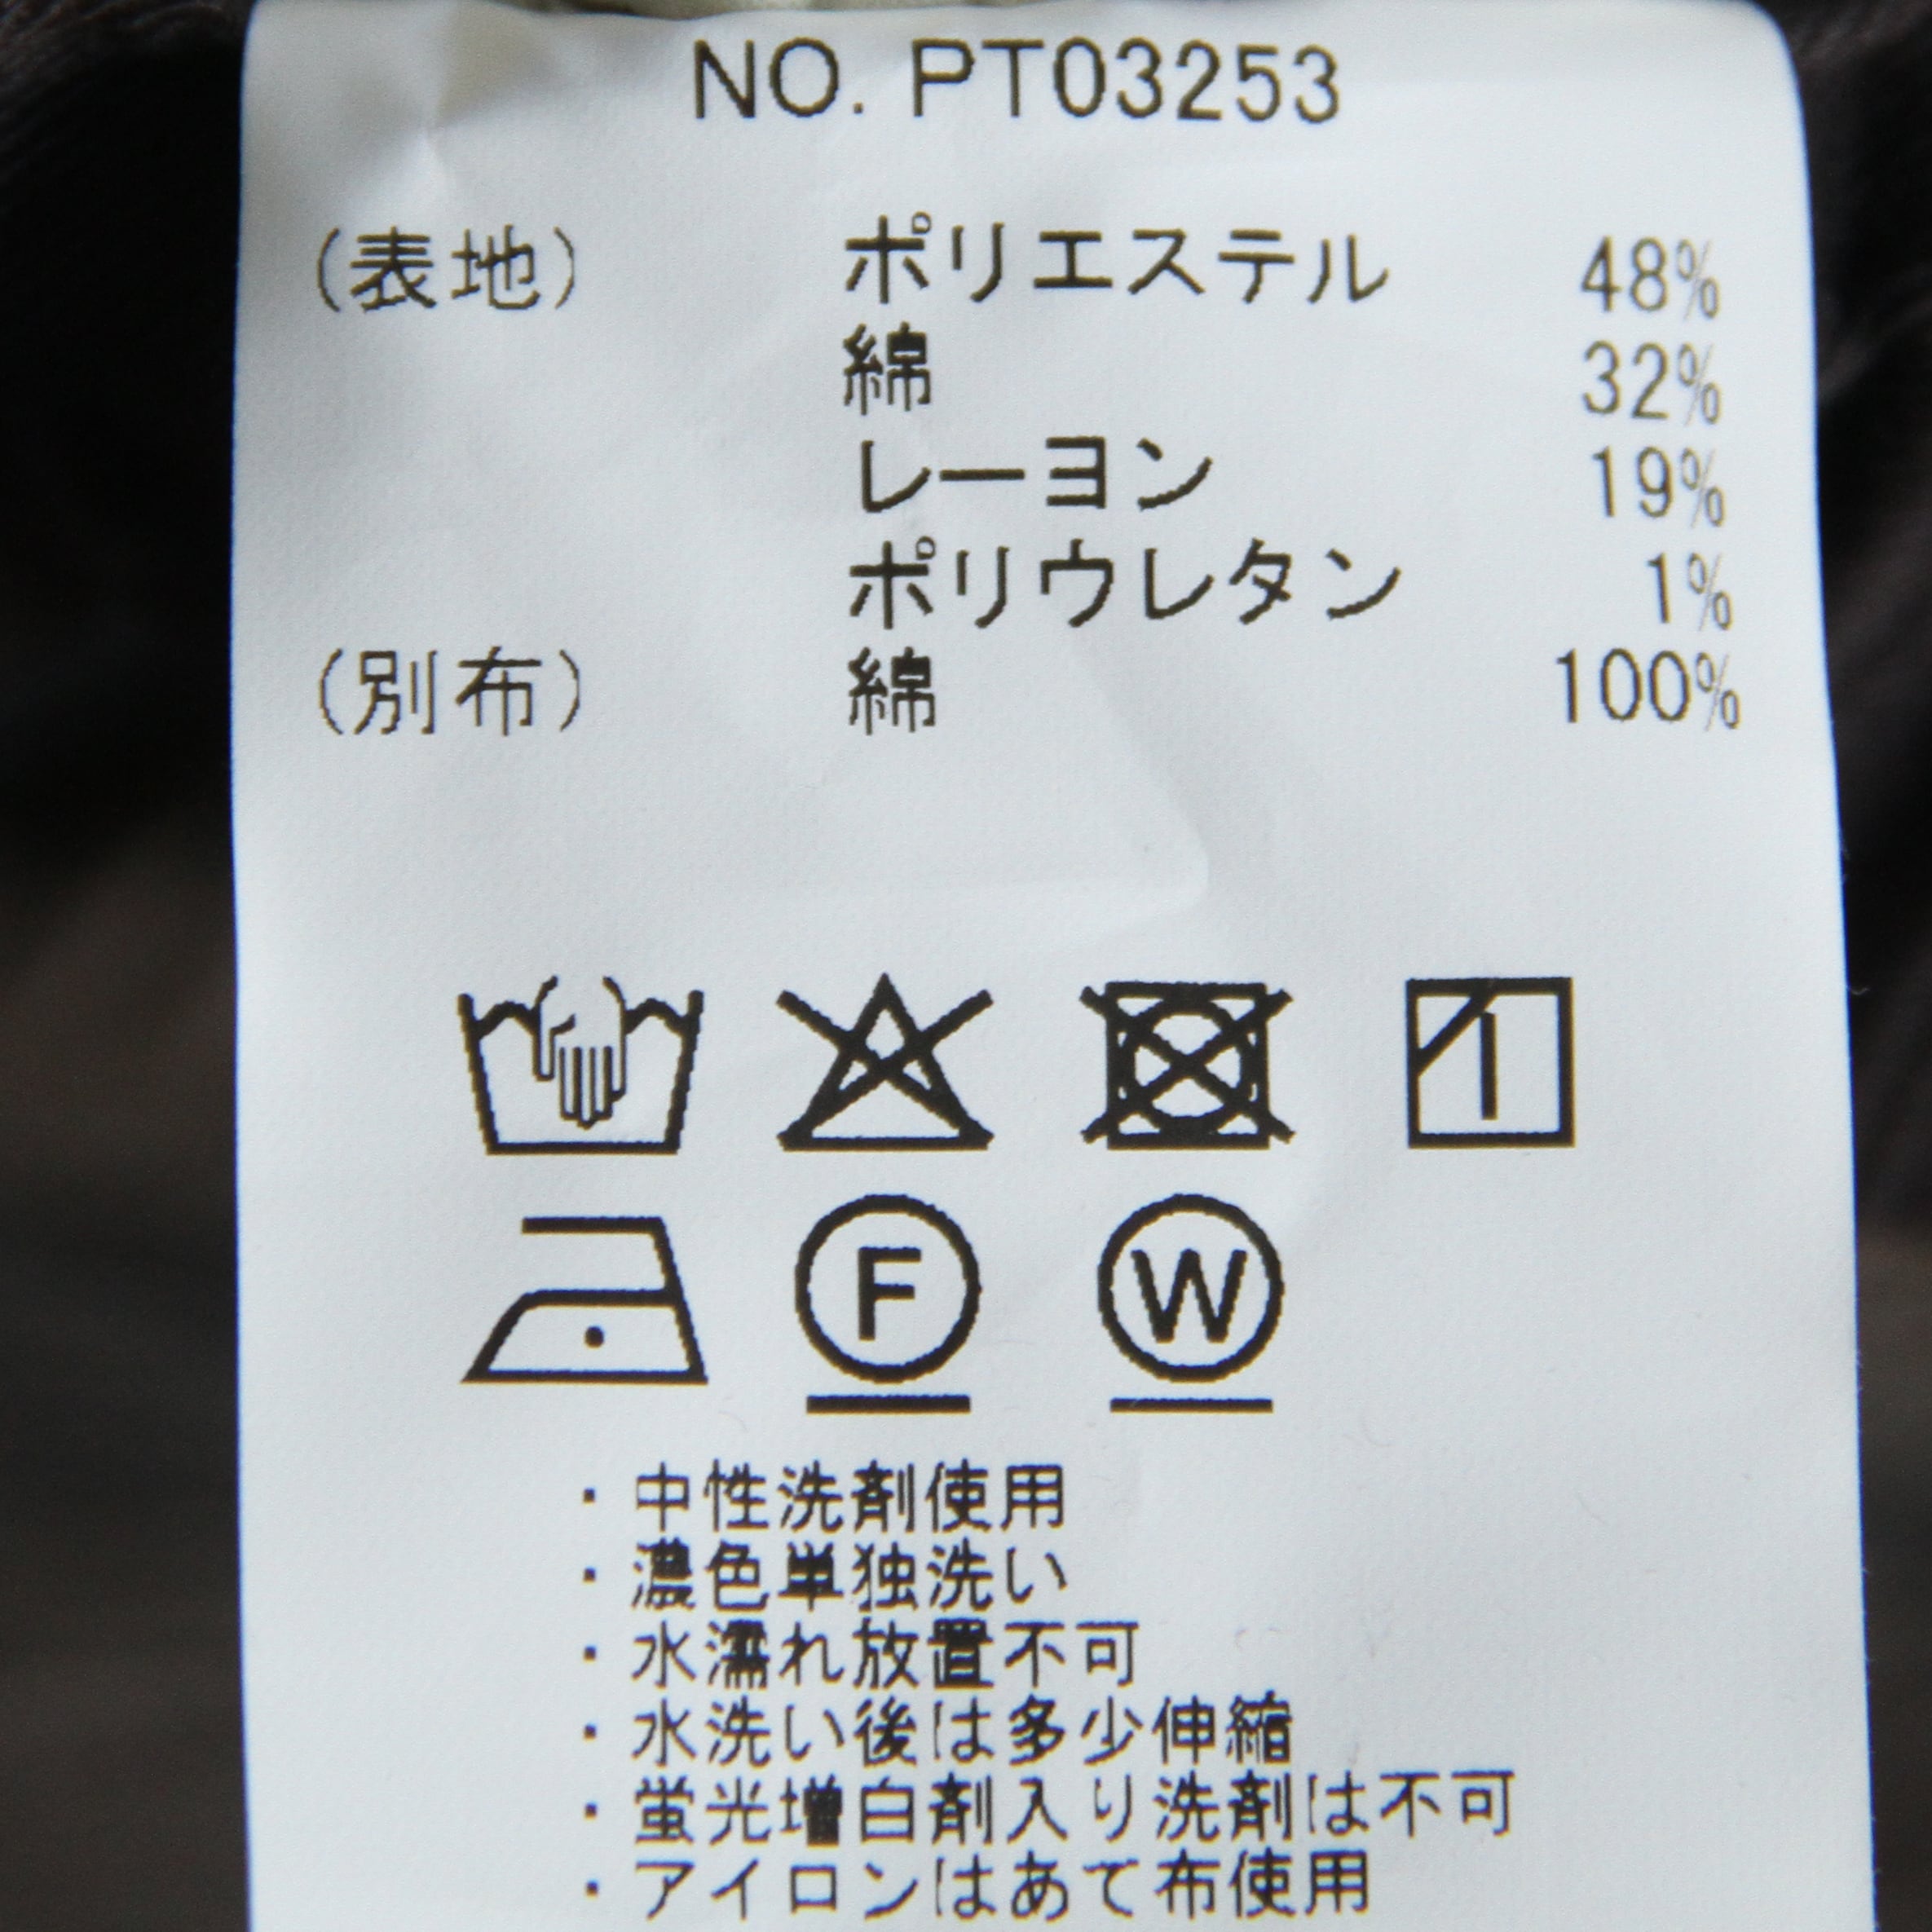 NO. PT03253
(表地) ポリエステル 48%
綿 32%
レーヨン 19%
ポリウレタン 1%
(別布) 綿 100%
F W
・中性洗剤使用
・濃色単独洗い
・水濡れ放置不可
・水洗い後は多少伸縮
・蛍光増白剤入り洗剤は不可
・アイロンはあて布使用